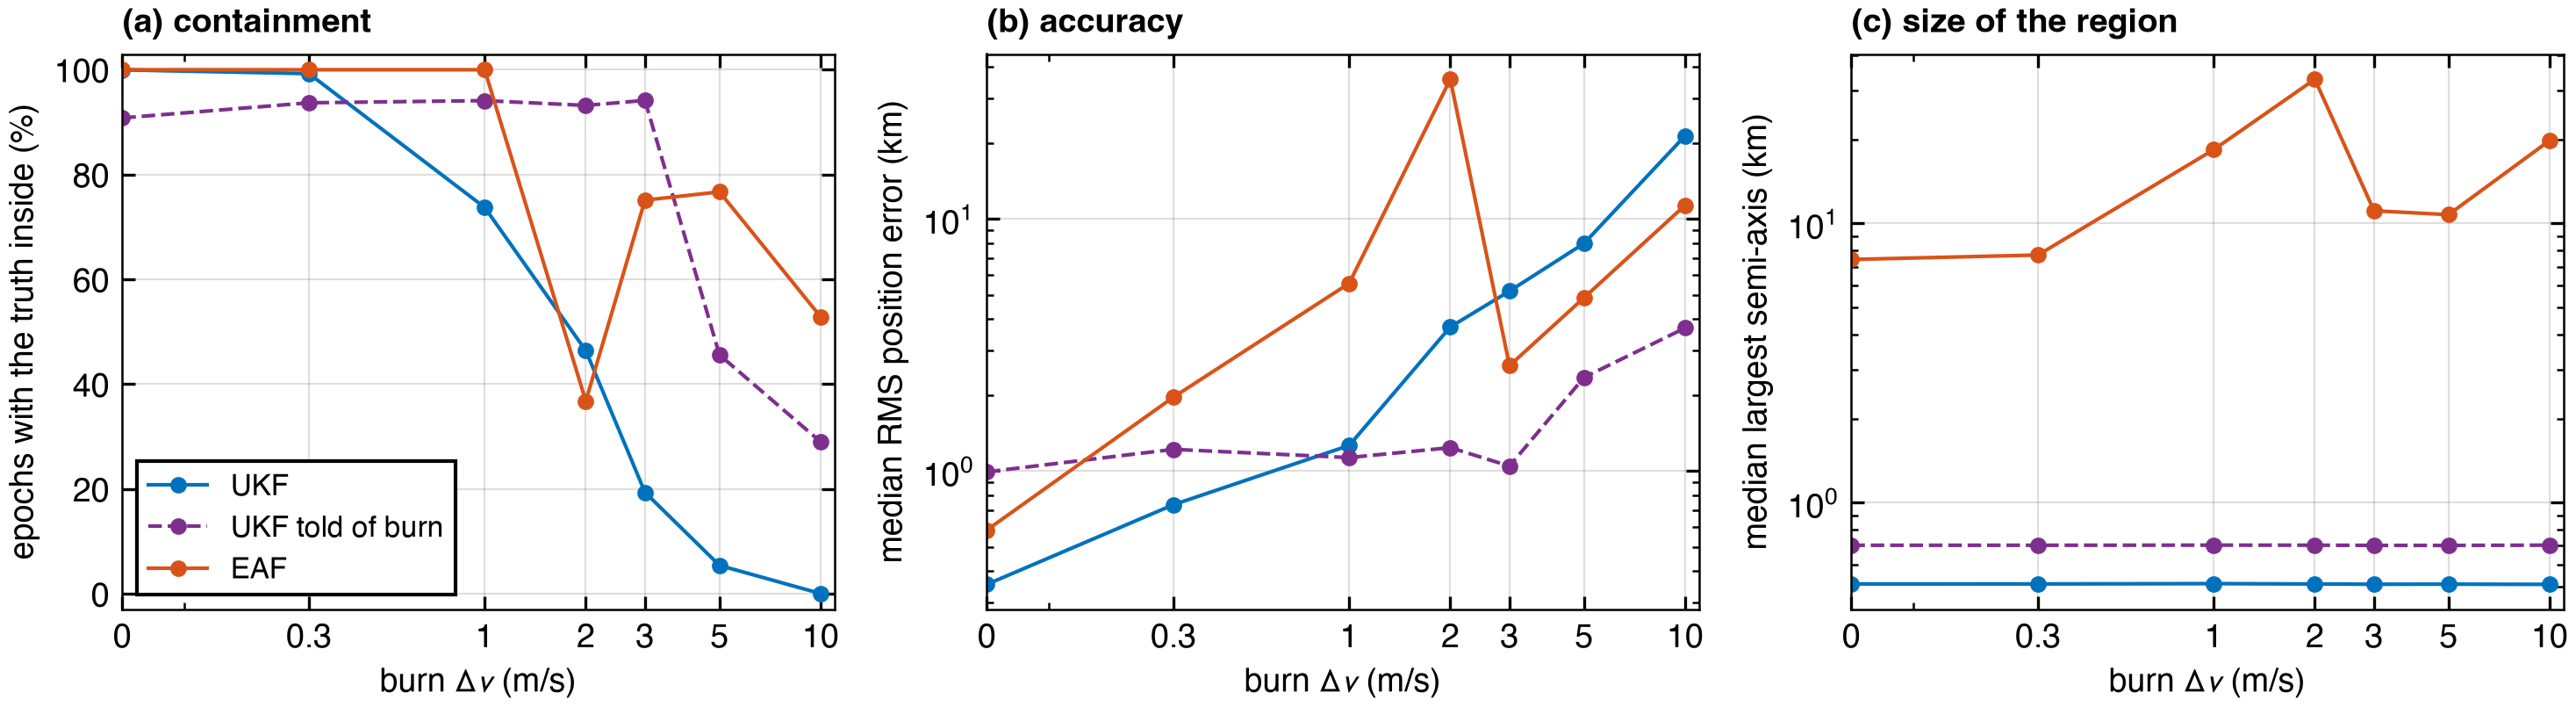 (a) containment
epochs with the truth inside (%)
100
80
60
40
20
0
UKF
UKF told of burn
EAF
0 0.3 1 2 3 5 10
burn Δv (m/s)
(b) accuracy
median RMS position error (km)
10¹
10⁰
0 0.3 1 2 3 5 10
burn Δv (m/s)
(c) size of the region
median largest semi-axis (km)
10¹
10⁰
0 0.3 1 2 3 5 10
burn Δv (m/s)